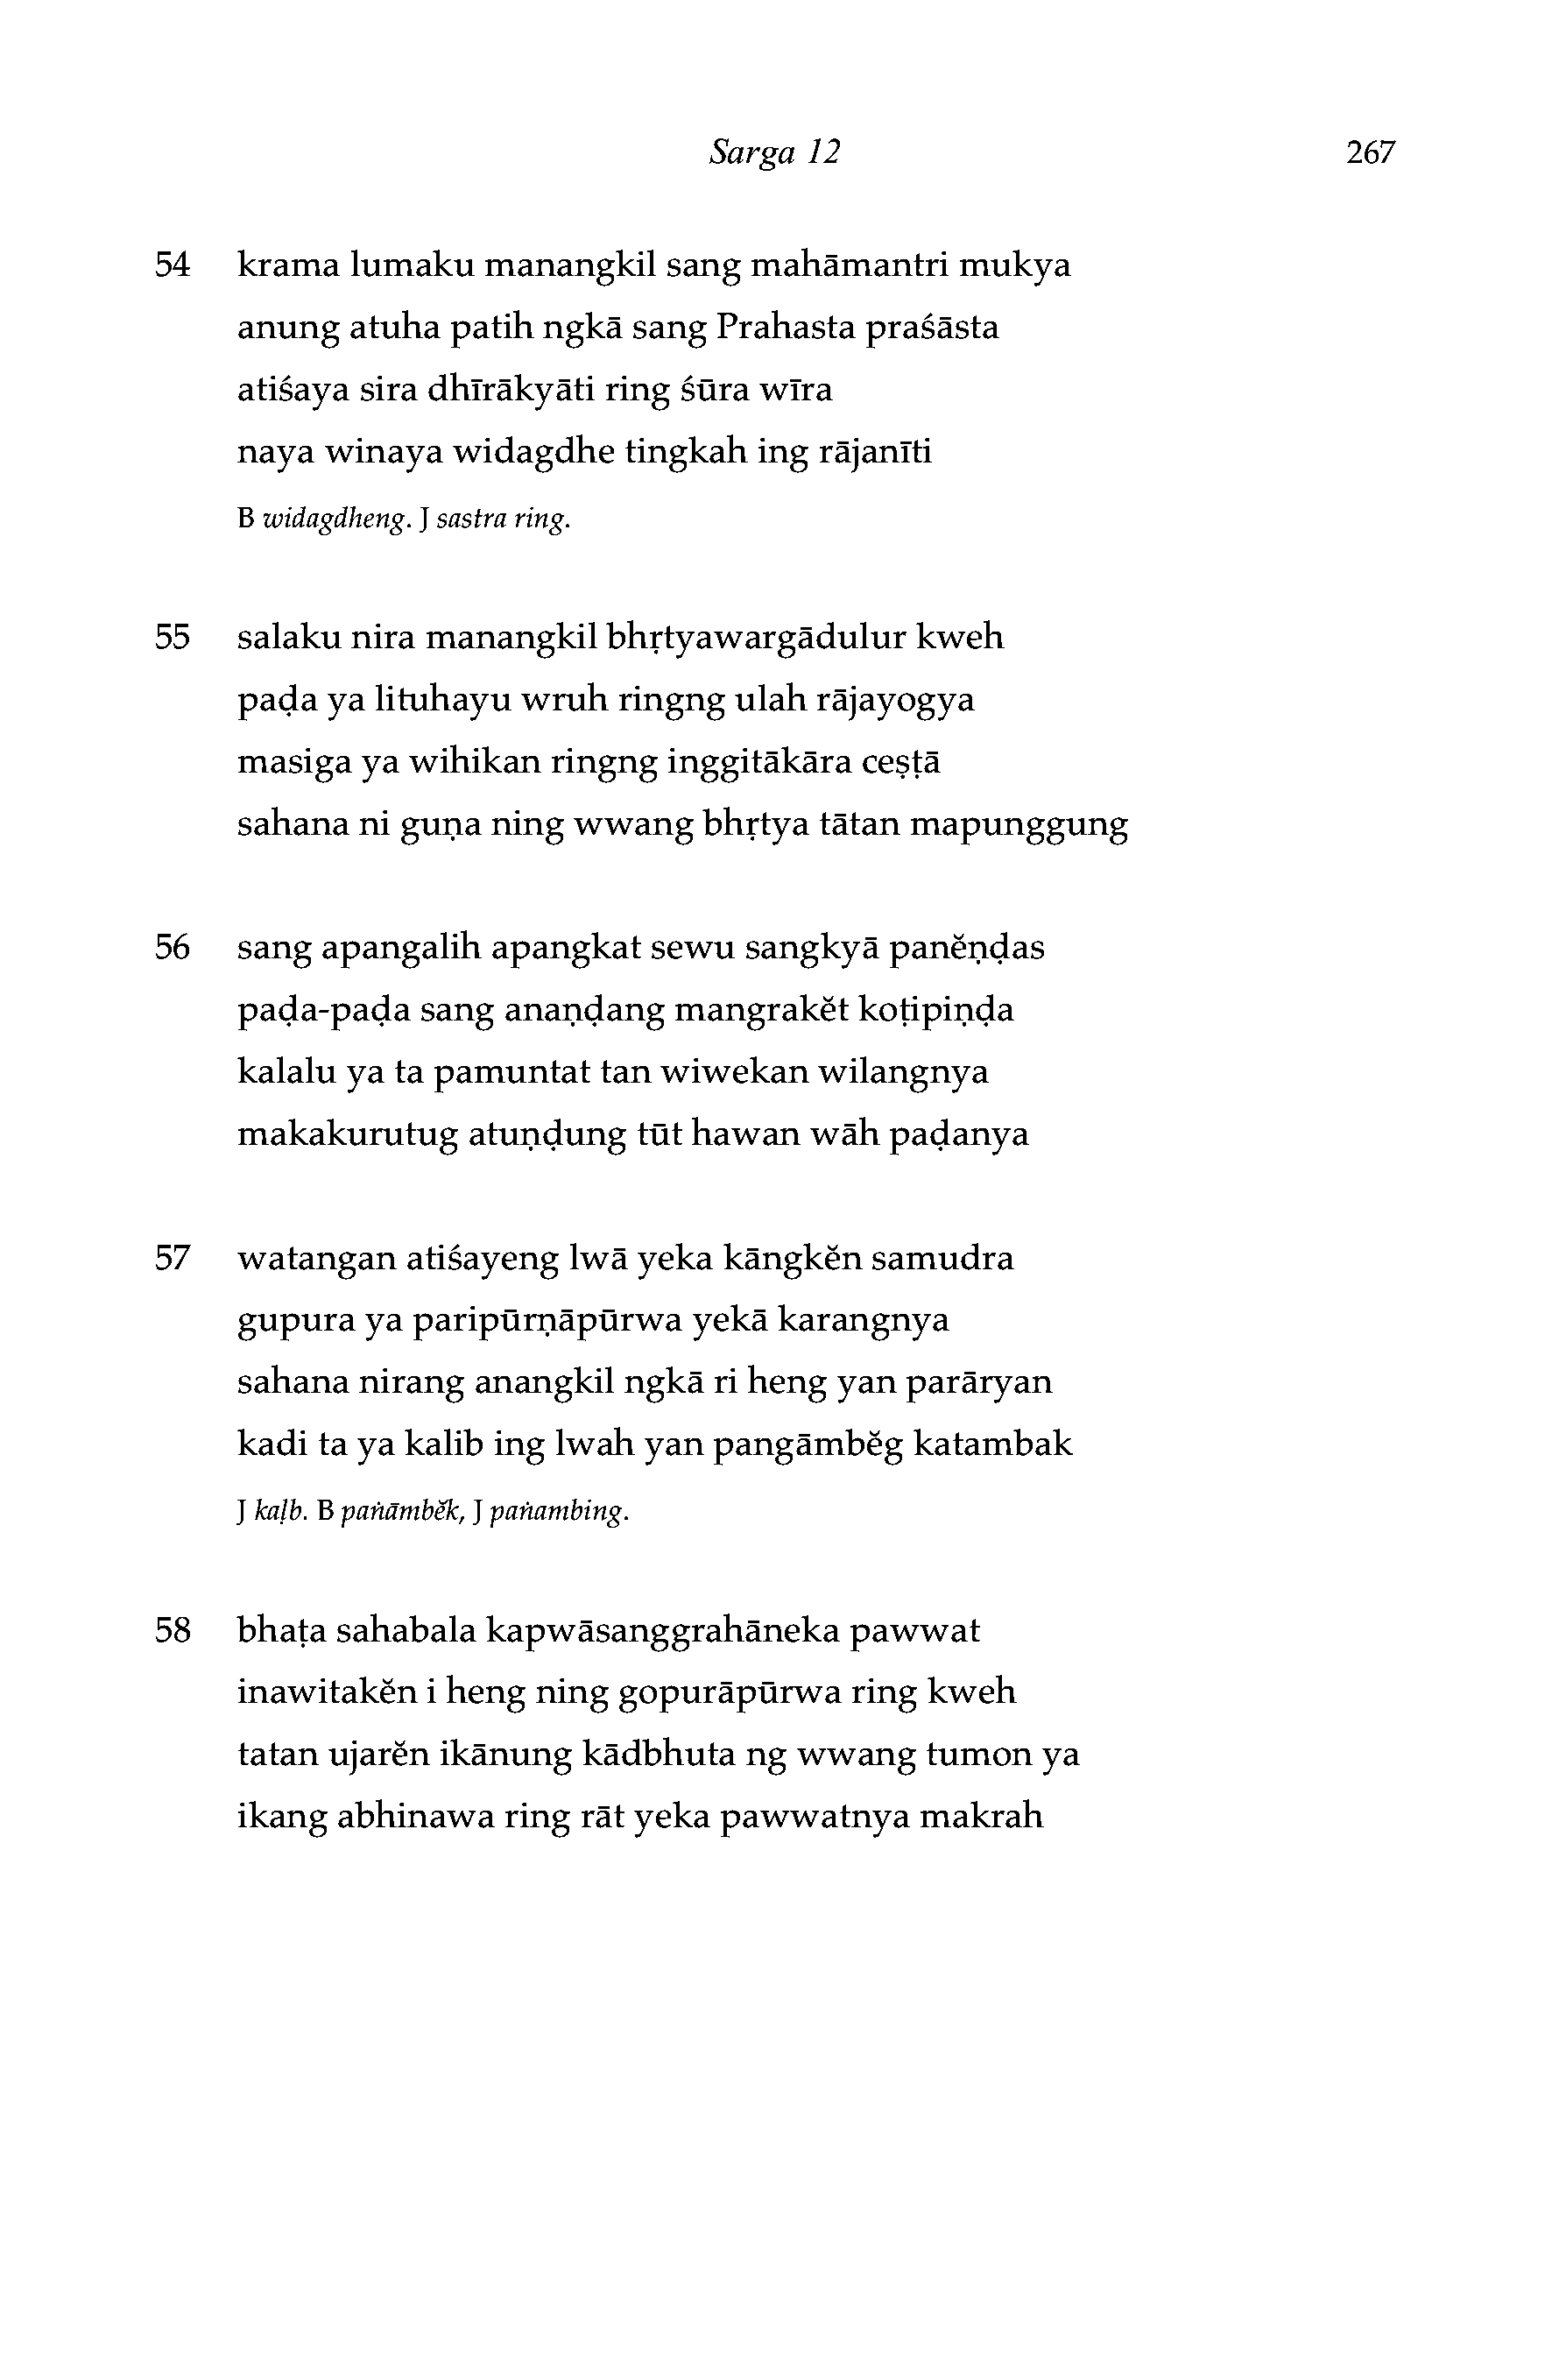 Sarga 12 267
54 krama lumaku manangkil sang mahāmantri mukya
anung atuha patih ngkā sang Prahasta praśāsta
atiśaya sira dhīrākyāti ring śūra wīra
naya winaya widagdhe tingkah ing rājanīti
B widagdheng. J sastra ring.
55 salaku nira manangkil bhṛtyawargādulur kweh
paḍa ya lituhayu wruh ringng ulah rājayogya
masiga ya wihikan ringng inggitākāra ceṣṭā
sahana ni guṇa ning wwang bhṛtya tātan mapunggung
56 sang apangalih apangkat sewu sangkyā panĕṇḍas
paḍa-paḍa sang anaṇḍang mangrakĕt koṭipiṇḍa
kalalu ya ta pamuntat tan wiwekan wilangnya
makakurutug atuṇḍung tūt hawan wāh paḍanya
57 watangan atiśayeng lwā yeka kāngkĕn samudra
gupura ya paripūrṇāpūrwa yekā karangnya
sahana nirang anangkil ngkā ri heng yan parāryan
kadi ta ya kalib ing lwah yan pangāmbĕg katambak
J kaḷb. B paṅāmbĕk, J paṅambing.
58 bhaṭa sahabala kapwāsanggrahāneka pawwat
inawitakĕn i heng ning gopurāpūrwa ring kweh
tatan ujarĕn ikānung kādbhuta ng wwang tumon ya
ikang abhinawa ring rāt yeka pawwatnya makrah